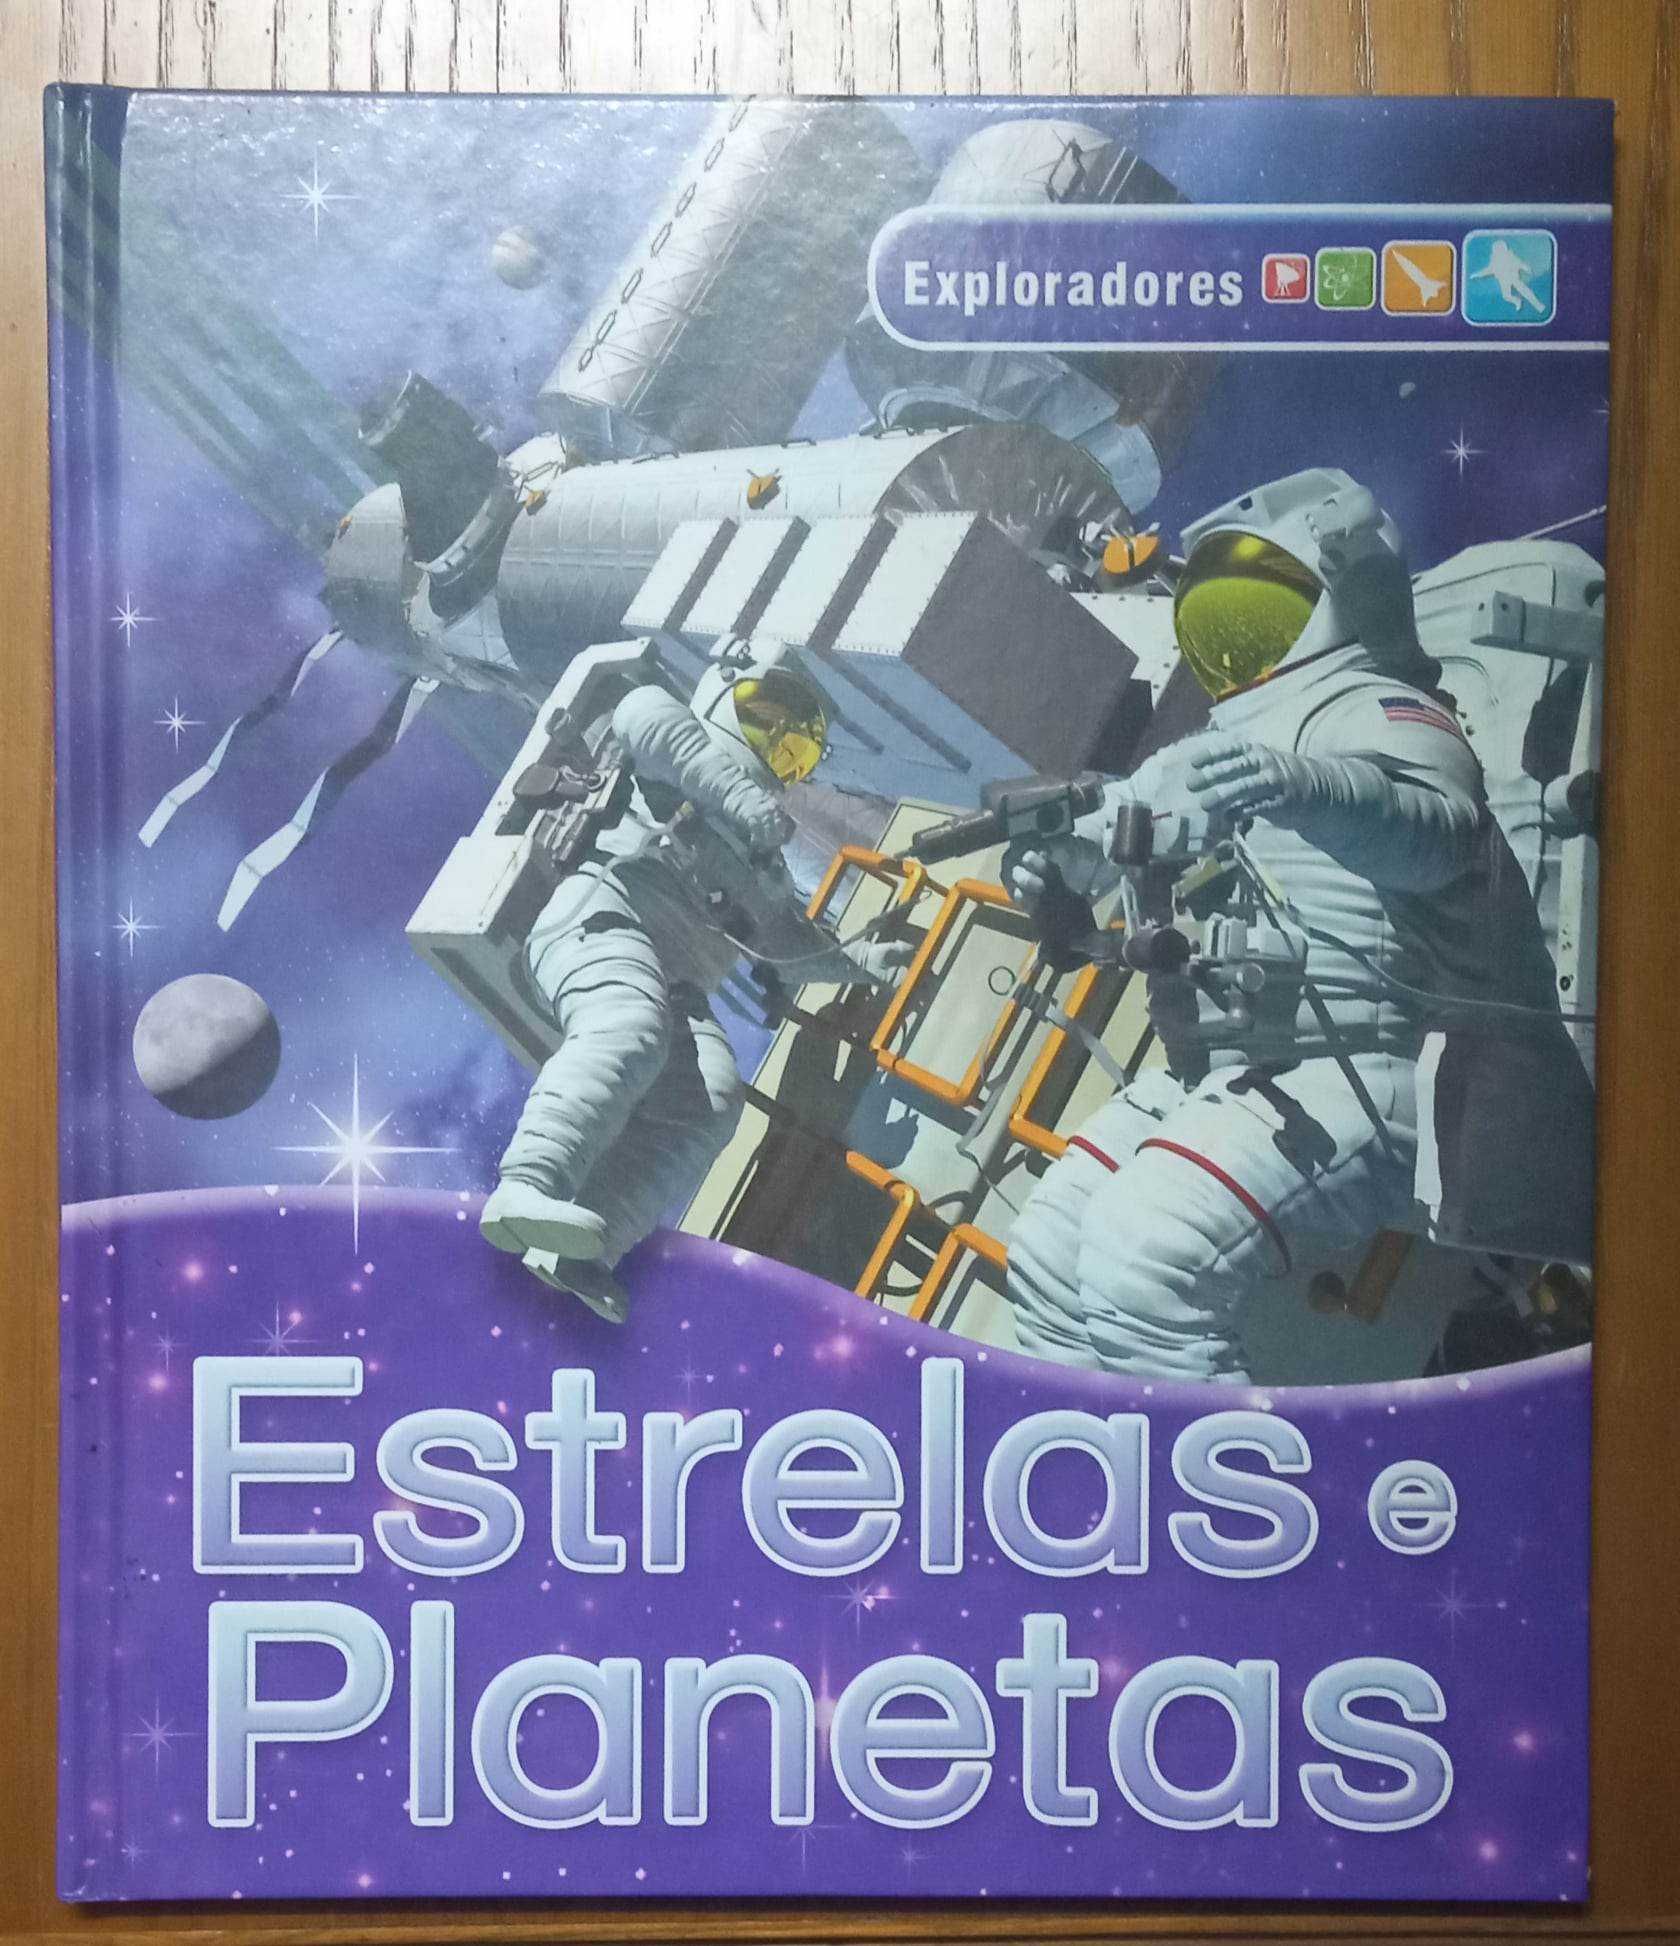 Exploradores
Estrelas e
Planetas